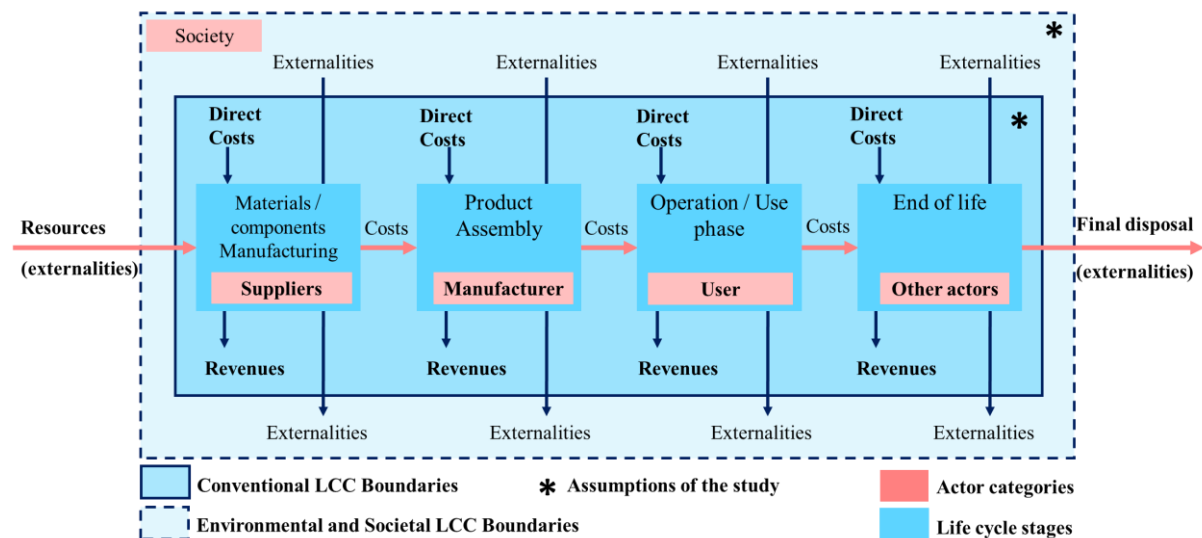 Society
*
Externalities
Externalities
Externalities
Externalities
*
Direct
Costs
Direct
Costs
Direct
Costs
Direct
Costs
Materials /
components
Manufacturing
Suppliers
Product
Assembly
Manufacturer
Operation / Use
phase
User
End of life
Other actors
Resources
(externalities)
Costs
Costs
Costs
Final disposal
(externalities)
Revenues
Revenues
Revenues
Revenues
Externalities
Externalities
Externalities
Externalities
Conventional LCC Boundaries
* Assumptions of the study
Actor categories
Environmental and Societal LCC Boundaries
Life cycle stages